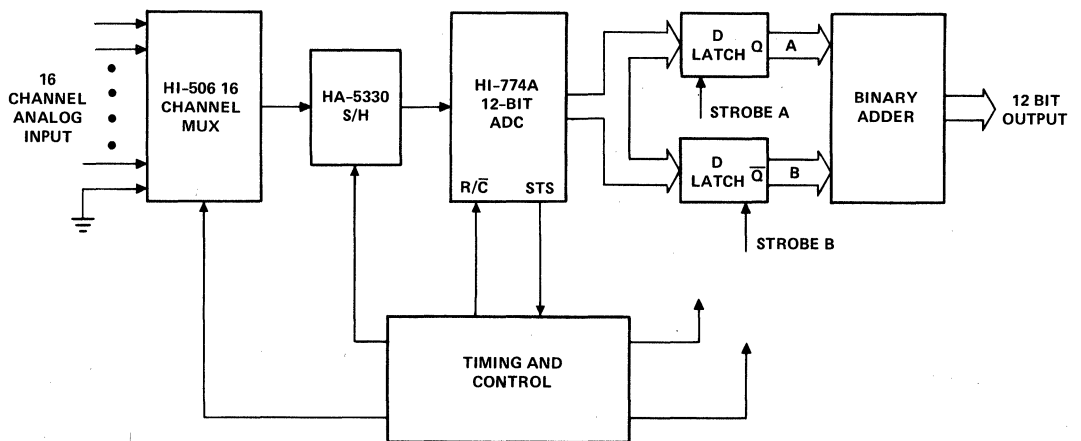 16
CHANNEL
ANALOG
INPUT
HI-506 16
CHANNEL
MUX
HA-5330
S/H
HI-774A
12-BIT
ADC
R/C̅
STS
D
LATCH
Q
A
STROBE A
D
LATCH
Q̅
B
STROBE B
BINARY
ADDER
12 BIT
OUTPUT
TIMING AND
CONTROL